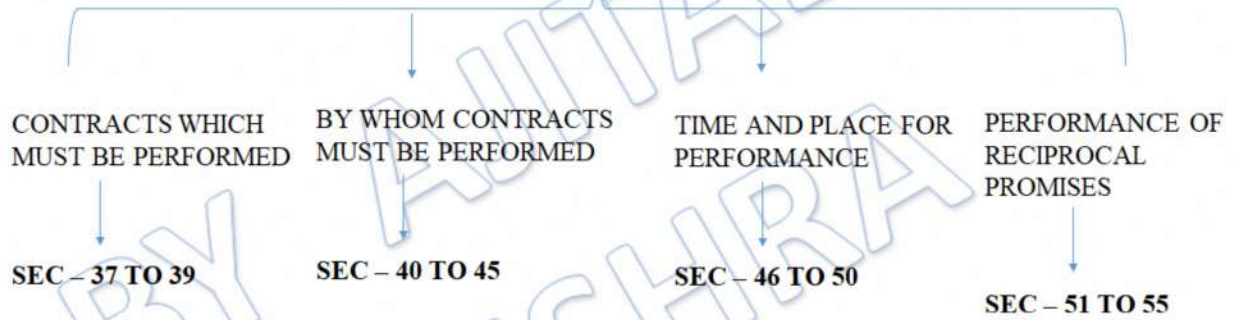 CONTRACTS WHICH
MUST BE PERFORMED
SEC – 37 TO 39
BY WHOM CONTRACTS
MUST BE PERFORMED
SEC – 40 TO 45
TIME AND PLACE FOR
PERFORMANCE
SEC – 46 TO 50
PERFORMANCE OF
RECIPROCAL
PROMISES
SEC – 51 TO 55
BY